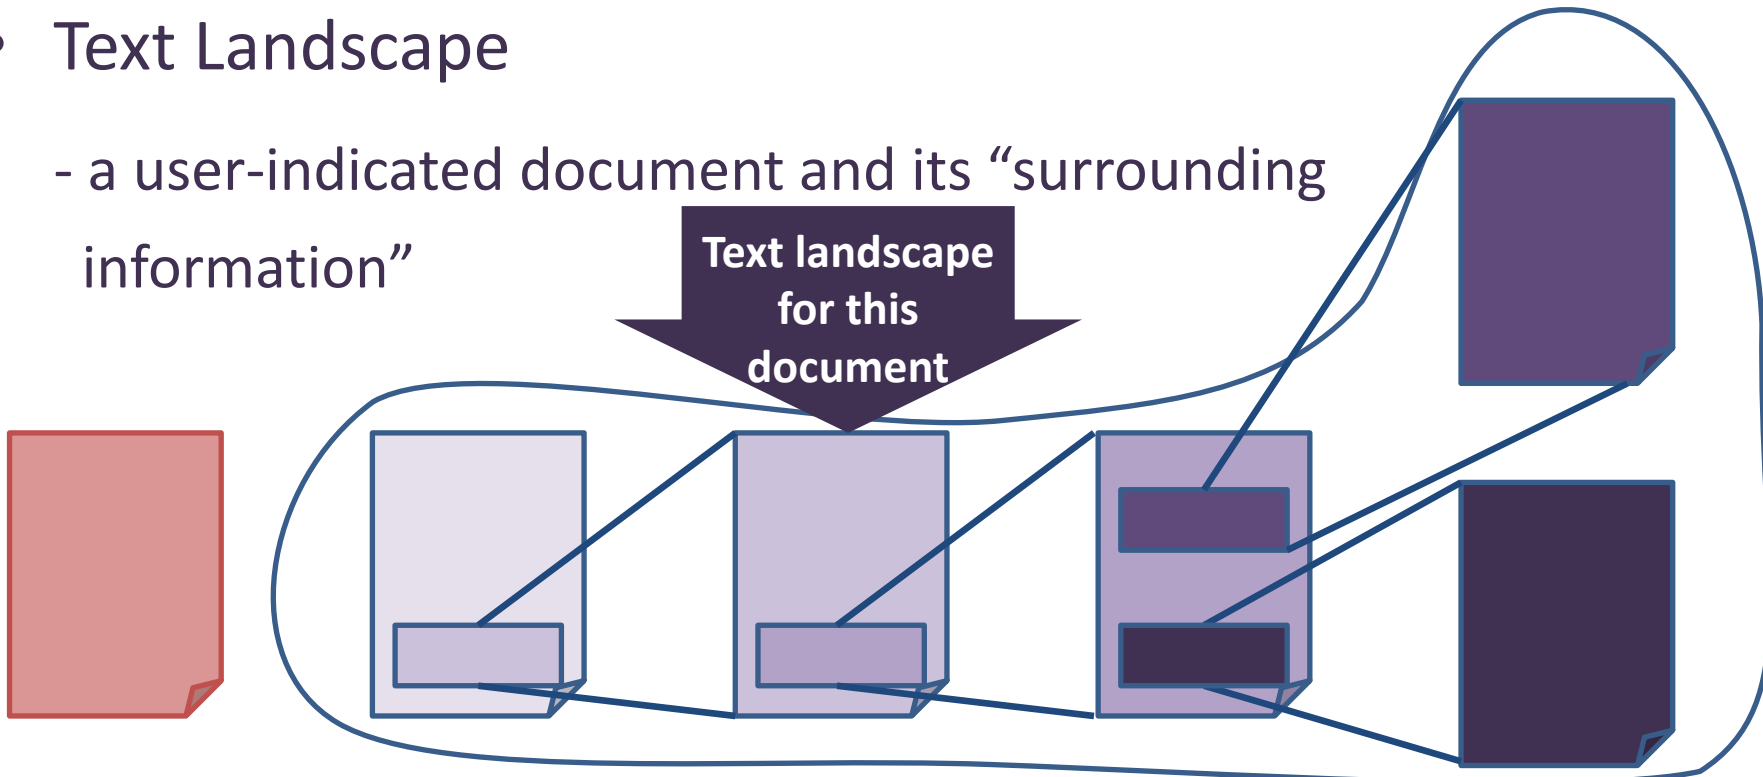 • Text Landscape
- a user-indicated document and its “surrounding
information”
Text landscape
for this
document